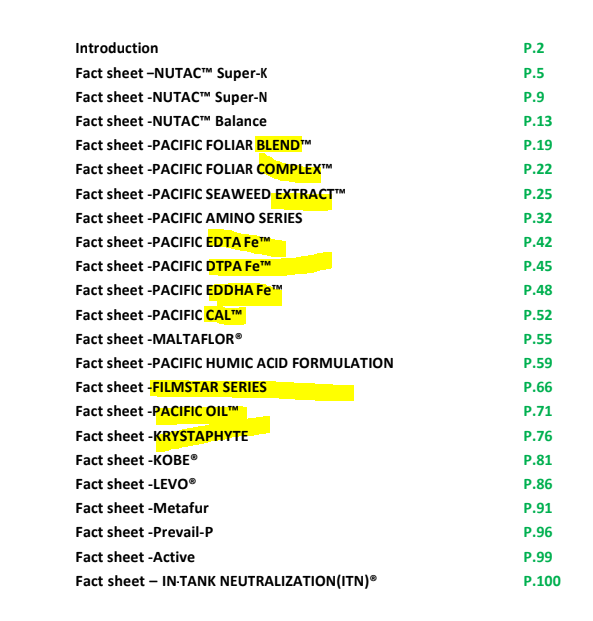 Introduction P.2
Fact sheet –NUTAC™ Super-K P.5
Fact sheet -NUTAC™ Super-N P.9
Fact sheet -NUTAC™ Balance P.13
Fact sheet -PACIFIC FOLIAR BLEND™ P.19
Fact sheet -PACIFIC FOLIAR COMPLEX™ P.22
Fact sheet -PACIFIC SEAWEED EXTRACT™ P.25
Fact sheet -PACIFIC AMINO SERIES P.32
Fact sheet -PACIFIC EDTA Fe™ P.42
Fact sheet -PACIFIC DTPA Fe™ P.45
Fact sheet -PACIFIC EDDHA Fe™ P.48
Fact sheet -PACIFIC CAL™ P.52
Fact sheet -MALTAFLOR® P.55
Fact sheet -PACIFIC HUMIC ACID FORMULATION P.59
Fact sheet -FILMSTAR SERIES P.66
Fact sheet -PACIFIC OIL™ P.71
Fact sheet -KRYSTAPHYTE P.76
Fact sheet -KOBE® P.81
Fact sheet -LEVO® P.86
Fact sheet -Metafur P.91
Fact sheet -Prevail-P P.96
Fact sheet -Active P.99
Fact sheet – IN-TANK NEUTRALIZATION(ITN)® P.100